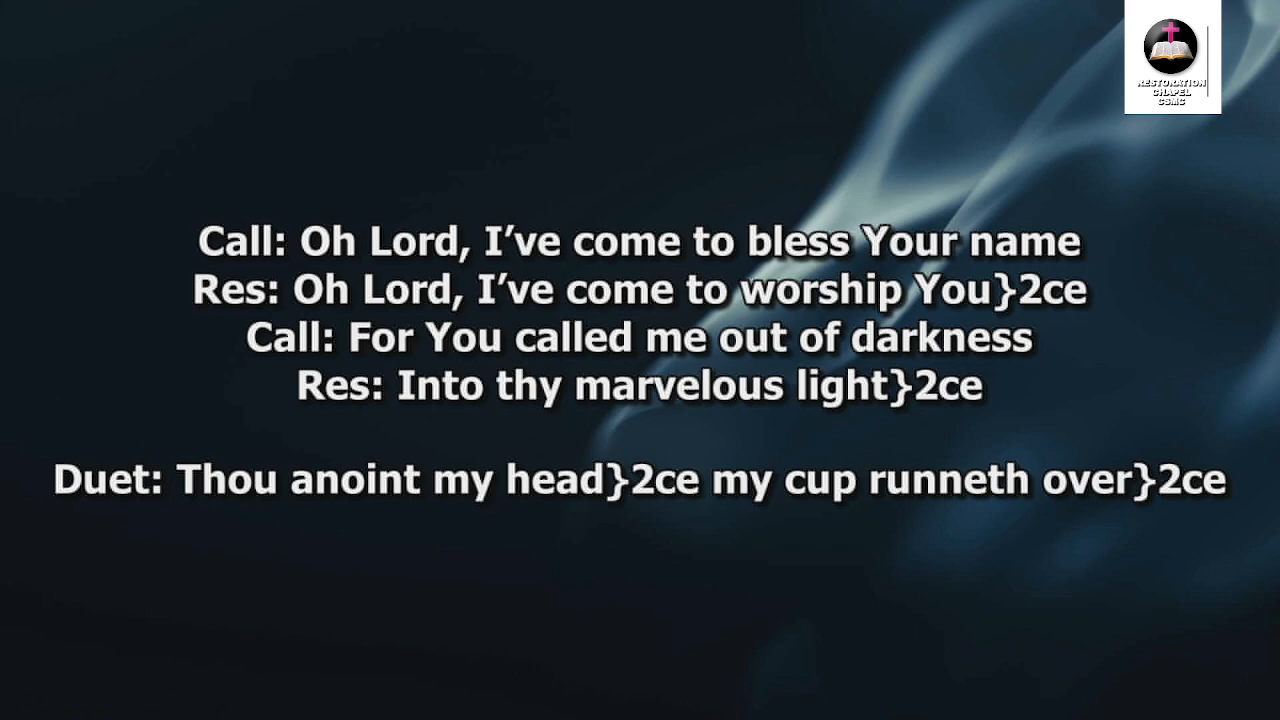 RESTORATION
CHAPEL
CSMC
Call: Oh Lord, I’ve come to bless Your name
Res: Oh Lord, I’ve come to worship You}2ce
Call: For You called me out of darkness
Res: Into thy marvelous light}2ce
Duet: Thou anoint my head}2ce my cup runneth over}2ce